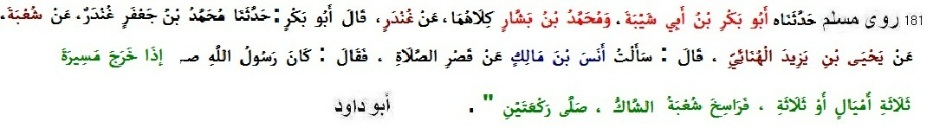 181 روى مسلم حَدَّثَنَاه أَبُو بَكْرِ بْنُ أَبِي شَيْبَةَ، وَمُحَمَّدُ بْنُ بَشَّارٍ كِلَاهُمَا، عَنْ غُنْدَرٍ، قَالَ أَبُو بَكْرٍ: حَدَّثَنَا مُحَمَّدُ بْنُ جَعْفَرٍ غُنْدَرٌ، عَنْ شُعْبَةَ،
عَنْ يَحْيَى بْنِ يَزِيدَ الْهُنَائِيِّ ، قَالَ : سَأَلْتُ أَنَسَ بْنَ مَالِكٍ عَنْ قَصْرِ الصَّلَاةِ ، فَقَالَ : كَانَ رَسُولُ اللَّهِ صـ إِذَا خَرَجَ مَسِيرَةَ
ثَلَاثَةِ أَمْيَالٍ أَوْ ثَلَاثَةِ ، فَرَاسِخَ شُعْبَةُ الشَّاكُّ ، صَلَّى رَكْعَتَيْنِ " . أبو داود